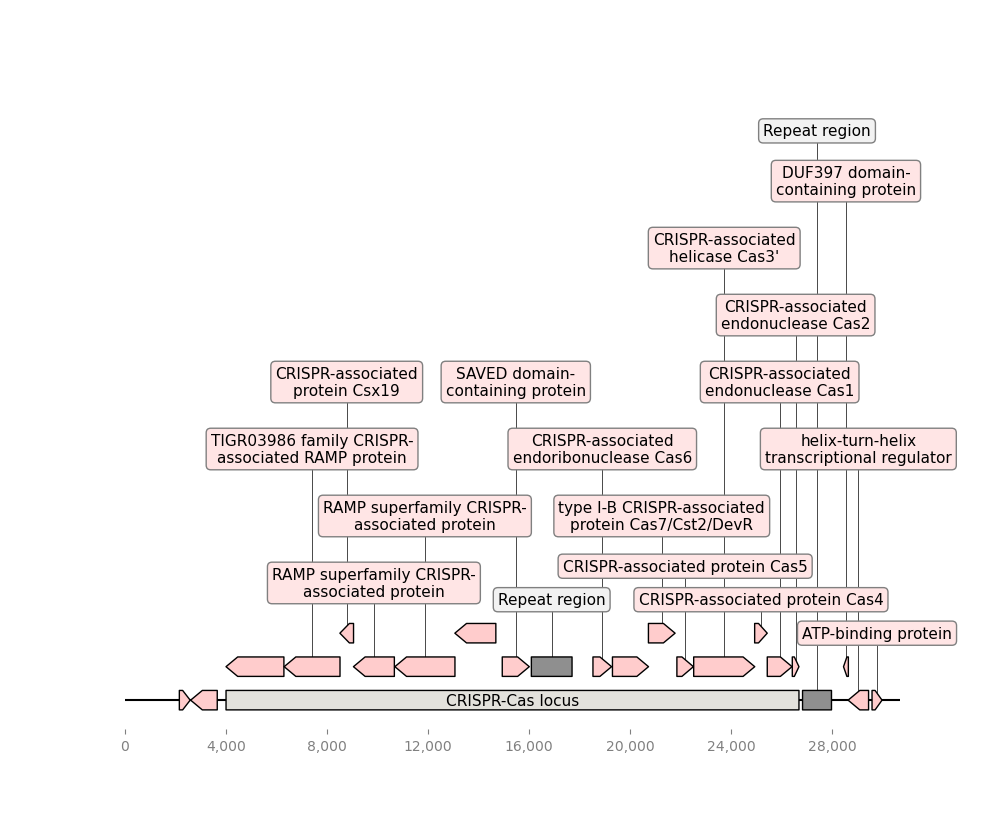 Repeat region
DUF397 domain-
containing protein
CRISPR-associated
helicase Cas3'
CRISPR-associated
endonuclease Cas2
CRISPR-associated
protein Csx19
SAVED domain-
containing protein
CRISPR-associated
endonuclease Cas1
TIGR03986 family CRISPR-
associated RAMP protein
CRISPR-associated
endoribonuclease Cas6
helix-turn-helix
transcriptional regulator
RAMP superfamily CRISPR-
associated protein
type I-B CRISPR-associated
protein Cas7/Cst2/DevR
CRISPR-associated protein Cas5
RAMP superfamily CRISPR-
associated protein
Repeat region
CRISPR-associated protein Cas4
ATP-binding protein
CRISPR-Cas locus
0 4,000 8,000 12,000 16,000 20,000 24,000 28,000